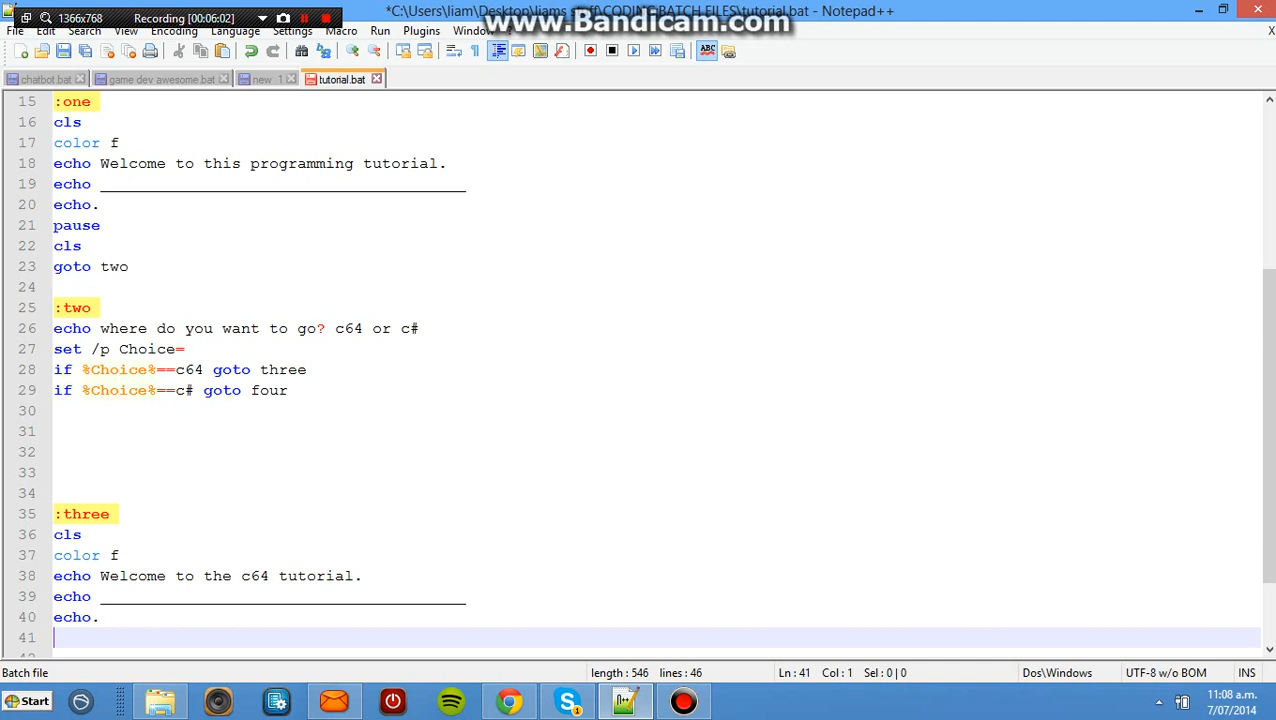 1366x768 Recording [00:06:02]
*C:\Users\liam\Desktop\liams stuff\CODING BATCH FILES\tutorial.bat - Notepad++
www.Bandicam.com
File Edit Search View Encoding Language Settings Macro Run Plugins Window ? X
chatbot.bat game dev awesome.bat new 1 tutorial.bat
15 :one
16 cls
17 color f
18 echo Welcome to this programming tutorial.
19 echo _______________________________________
20 echo.
21 pause
22 cls
23 goto two
24
25 :two
26 echo where do you want to go? c64 or c#
27 set /p Choice=
28 if %Choice%==c64 goto three
29 if %Choice%==c# goto four
30
31
32
33
34
35 :three
36 cls
37 color f
38 echo Welcome to the c64 tutorial.
39 echo _______________________________________
40 echo.
41
Batch file length : 546 lines : 46 Ln : 41 Col : 1 Sel : 0 | 0 Dos\Windows UTF-8 w/o BOM INS
Start 11:08 a.m.
7/07/2014